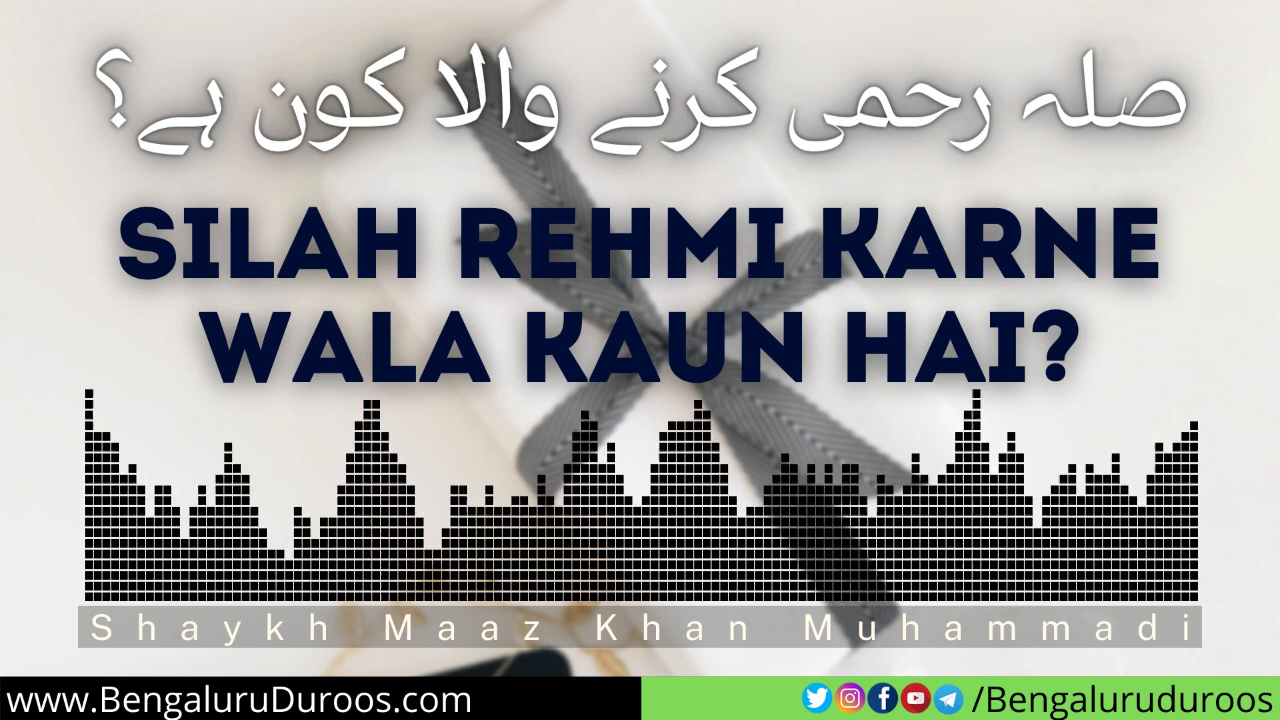 صلہ رحمی کرنے والا کون ہے؟
SILAH REHMI KARNE
WALA KAUN HAI?
Shaykh Maaz Khan Muhammadi
www.BengaluruDuroos.com
/Bengaluruduroos